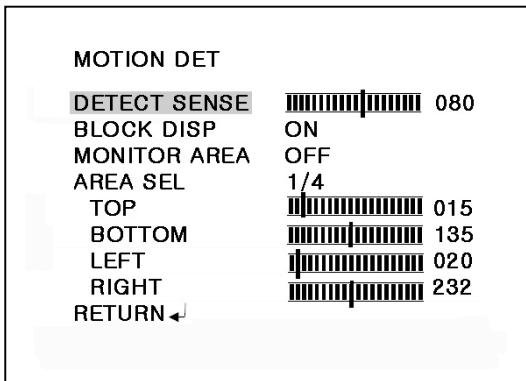 MOTION DET
DETECT SENSE 080
BLOCK DISP ON
MONITOR AREA OFF
AREA SEL 1/4
TOP 015
BOTTOM 135
LEFT 020
RIGHT 232
RETURN↲